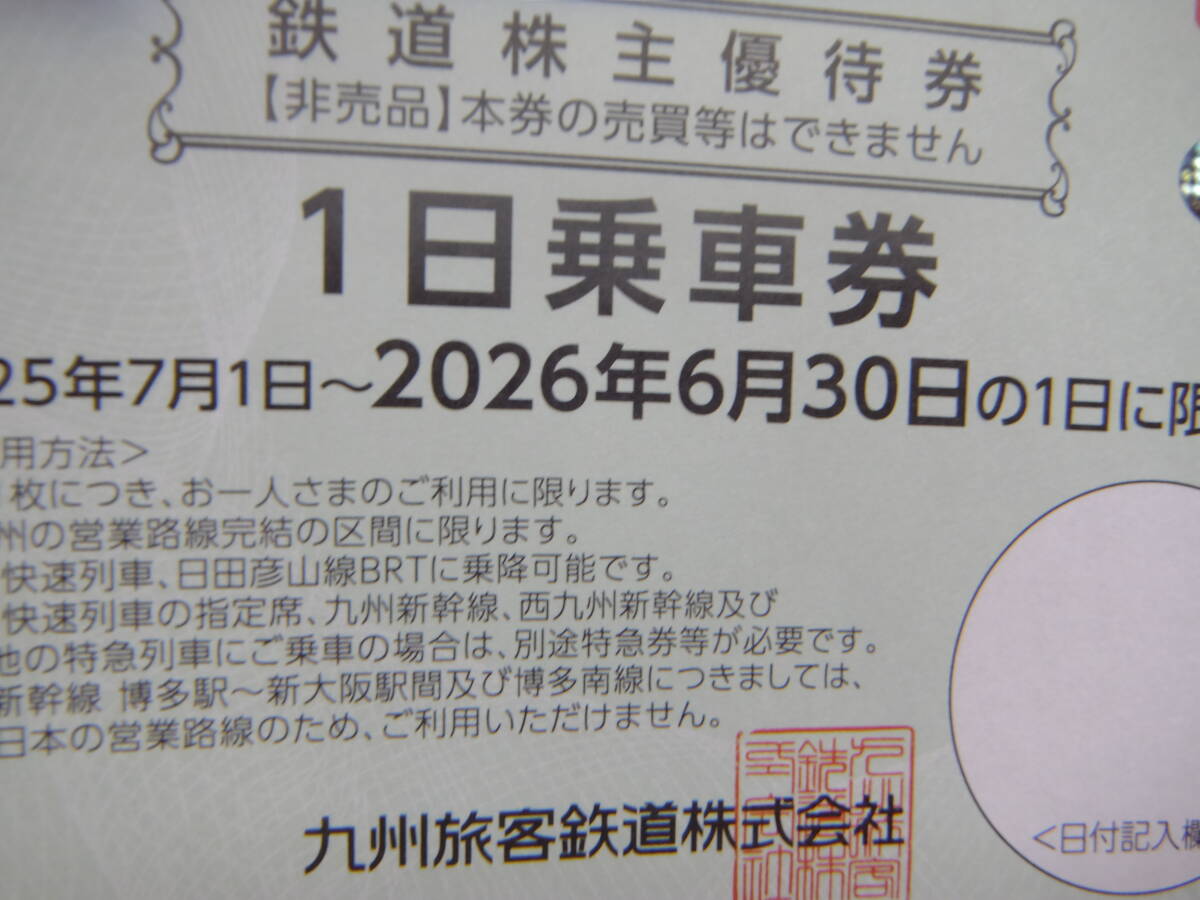 鉄道株主優待券
【非売品】本券の売買等はできません
1日乗車券
25年7月1日～2026年6月30日の1日に限
用方法＞
枚につき、お一人さまのご利用に限ります。
州の営業路線完結の区間に限ります。
快速列車、日田彦山線BRTに乗降可能です。
快速列車の指定席、九州新幹線、西九州新幹線及び
他の特急列車にご乗車の場合は、別途特急券等が必要です。
新幹線 博多駅～新大阪駅間及び博多南線につきましては、
日本の営業路線のため、ご利用いただけません。
九州旅客鉄道株式会社
＜日付記入欄